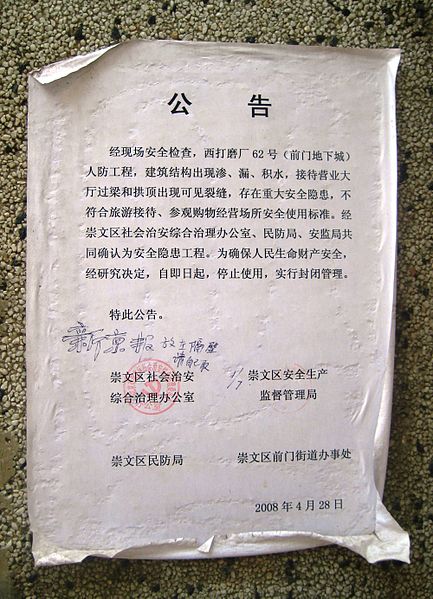 公告
经现场安全检查，西打磨厂62号（前门地下城）
人防工程，建筑结构出现渗、漏、积水，接待营业大
厅过梁和拱顶出现可见裂缝，存在重大安全隐患，不
符合旅游接待、参观购物经营场所安全使用标准。经
崇文区社会治安综合治理办公室、民防局、安监局共
同确认为安全隐患工程。为确保人民生命财产安全，
经研究决定，自即日起，停止使用，实行封闭管理。
特此公告。
新京报 放在隔壁
请自取
崇文区社会治安
综合治理办公室
崇文区安全生产
监督管理局
崇文区民防局
崇文区前门街道办事处
2008年4月28日